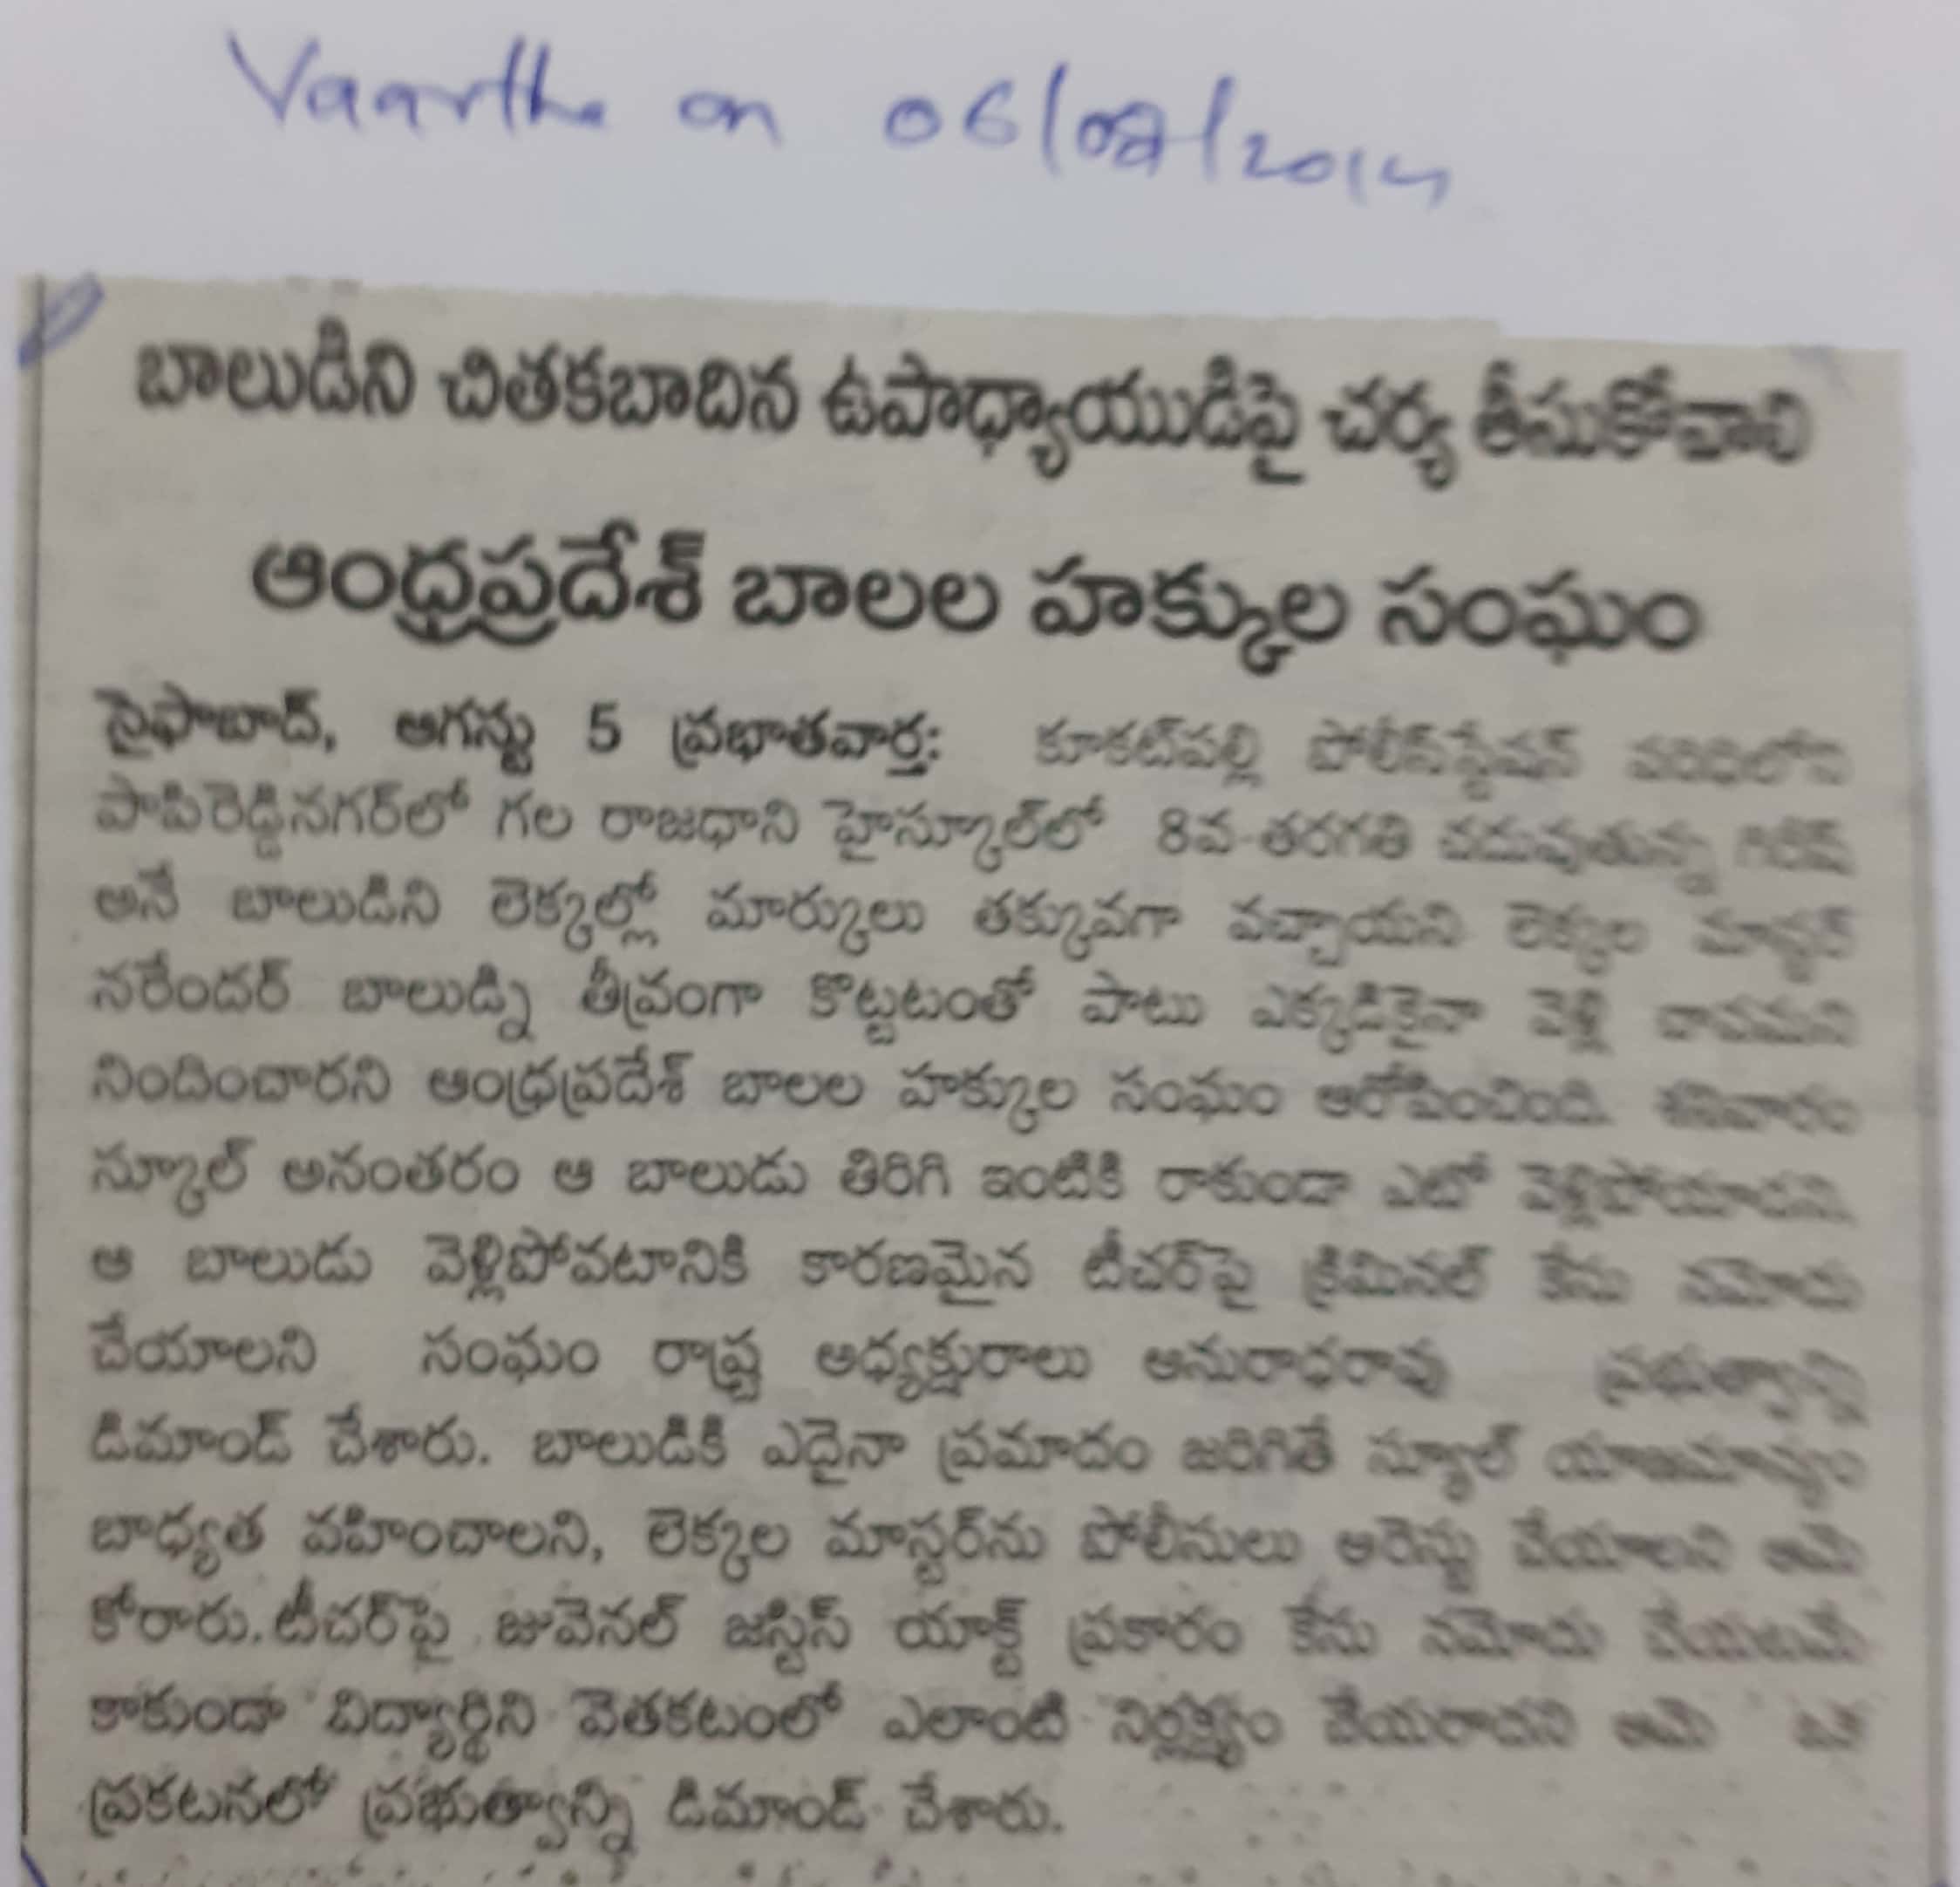 Vaartha on 06/08/2014
బాలుడిని చితకబాదిన ఉపాధ్యాయుడిపై చర్య తీసుకోవాలి
ఆంధ్రప్రదేశ్ బాలల హక్కుల సంఘం
సైఫాబాద్, ఆగస్టు 5 ప్రభాతవార్త: కూకట్‌పల్లి పోలీస్‌స్టేషన్ పరిధిలోని
పాపిరెడ్డినగర్‌లో గల రాజధాని హైస్కూల్‌లో 8వ తరగతి చదువుతున్న గిరీష్
అనే బాలుడిని లెక్కల్లో మార్కులు తక్కువగా వచ్చాయని లెక్కల మాస్టర్
నరేందర్ బాలుడ్ని తీవ్రంగా కొట్టటంతో పాటు ఎక్కడికైనా వెళ్లి
నిందించారని ఆంధ్రప్రదేశ్ బాలల హక్కుల సంఘం ఆరోపించింది. శనివారం
స్కూల్ అనంతరం ఆ బాలుడు తిరిగి ఇంటికి రాకుండా ఎటో వెళ్లిపోయాడని,
ఆ బాలుడు వెళ్లిపోవటానికి కారణమైన టీచర్‌పై క్రిమినల్ కేసు నమోదు
చేయాలని సంఘం రాష్ట్ర అధ్యక్షురాలు అనురాధరావు ప్రభుత్వాన్ని
డిమాండ్ చేశారు. బాలుడికి ఎదైనా ప్రమాదం జరిగితే స్కూల్ యాజమాన్యం
బాధ్యత వహించాలని, లెక్కల మాస్టర్‌ను పోలీసులు అరెస్టు చేయాలని ఆమె
కోరారు. టీచర్‌పై జువెనల్ జస్టిస్ యాక్ట్ ప్రకారం కేసు నమోదు చేయటమే
కాకుండా విద్యార్థిని వెతకటంలో ఎలాంటి నిర్లక్ష్యం చేయరాదని ఆమె ఒక
ప్రకటనలో ప్రభుత్వాన్ని డిమాండ్ చేశారు.